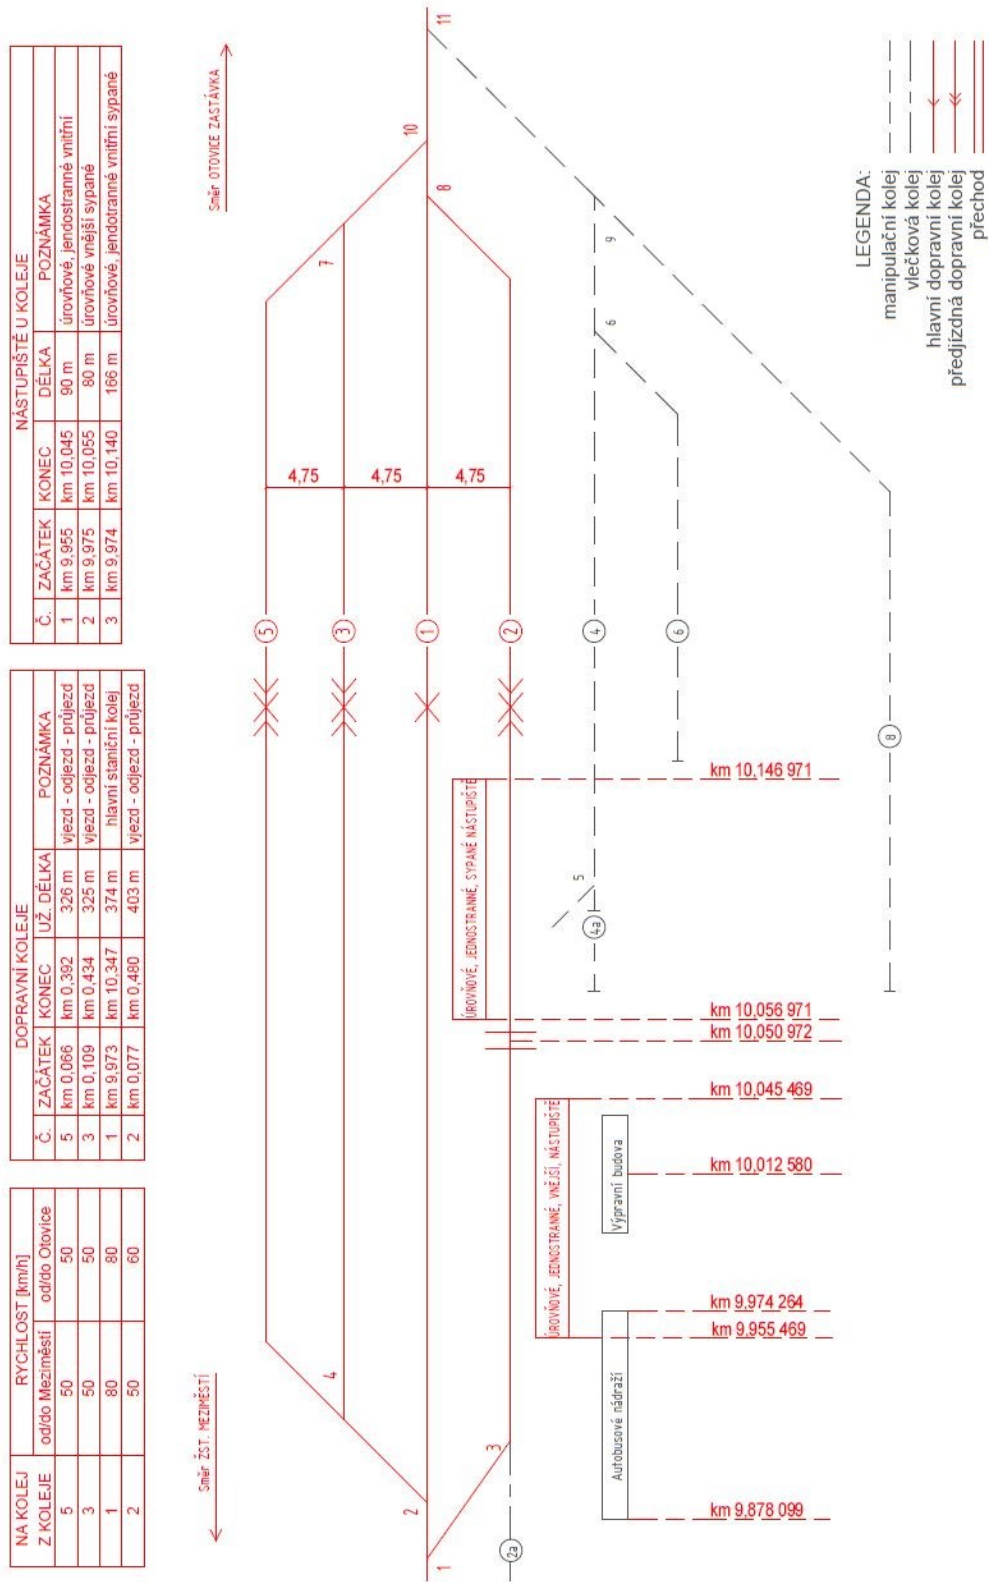 NA KOLEJ RYCHLOST [km/h]
Z KOLEJE od/do Meziměstí od/do Otovice
5 50 50
3 50 50
1 80 80
2 50 60
DOPRAVNÍ KOLEJE
Č. ZAČÁTEK KONEC UŽ. DÉLKA POZNÁMKA
5 km 0,066 km 0,392 326 m vjezd - odjezd - průjezd
3 km 0,109 km 0,434 325 m vjezd - odjezd - průjezd
1 km 9,973 km 10,347 374 m hlavní staniční kolej
2 km 0,077 km 0,480 403 m vjezd - odjezd - průjezd
NÁSTUPIŠTĚ U KOLEJE
Č. ZAČÁTEK KONEC DÉLKA POZNÁMKA
1 km 9,955 km 10,045 90 m úrovňové, jendostranné vnitřní
2 km 9,975 km 10,055 80 m úrovňové vnější sypané
3 km 9,974 km 10,140 166 m úrovňové, jendotranné vnitřní sypané
Směr ŽST. MEZIMĚSTÍ
Směr OTOVICE ZASTÁVKA
5
4
7
4,75
3
2
10
4,75
1
1
11
8
4,75
3
2a
2
ÚROVŇOVÉ, JEDNOSTRANNÉ, SYPANÉ NÁSTUPIŠTĚ
ÚROVŇOVÉ, JEDNOSTRANNÉ, VNĚJŠÍ, NÁSTUPIŠTĚ
5
4a
4
6
9
6
8
Autobusové nádraží
Výpravní budova
km 9,878 099
km 9,955 469
km 9,974 264
km 10,012 580
km 10,045 469
km 10,050 972
km 10,056 971
km 10,146 971
LEGENDA:
manipulační kolej
vlečková kolej
hlavní dopravní kolej
předjízdná dopravní kolej
přechod